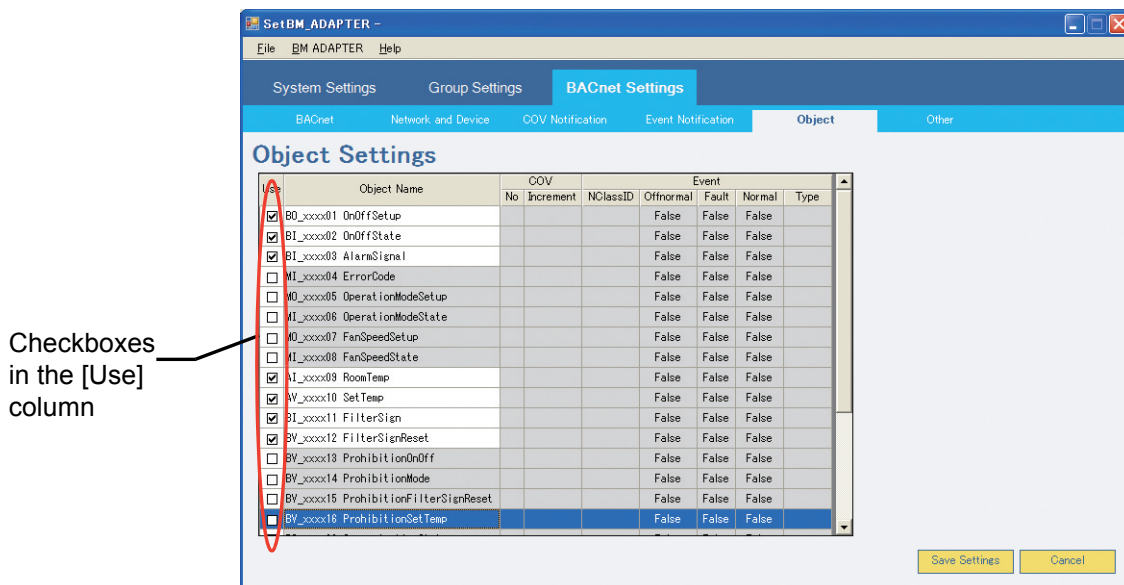 SetBM_ADAPTER -
File BM ADAPTER Help
System Settings Group Settings BACnet Settings
BACnet Network and Device COV Notification Event Notification Object Other
Object Settings
Use Object Name COV Event
No Increment NClassID Offnormal Fault Normal Type
BO_xxxx01 OnOffSetup False False False
BI_xxxx02 OnOffState False False False
BI_xxxx03 AlarmSignal False False False
MI_xxxx04 ErrorCode False False False
MO_xxxx05 OperationModeSetup False False False
MI_xxxx06 OperationModeState False False False
MO_xxxx07 FanSpeedSetup False False False
MI_xxxx08 FanSpeedState False False False
AI_xxxx09 RoomTemp False False False
AV_xxxx10 SetTemp False False False
BI_xxxx11 FilterSign False False False
BV_xxxx12 FilterSignReset False False False
BV_xxxx13 ProhibitionOnOff False False False
BV_xxxx14 ProhibitionMode False False False
BV_xxxx15 ProhibitionFilterSignReset False False False
BV_xxxx16 ProhibitionSetTemp False False False
Checkboxes
in the [Use]
column
Save Settings Cancel